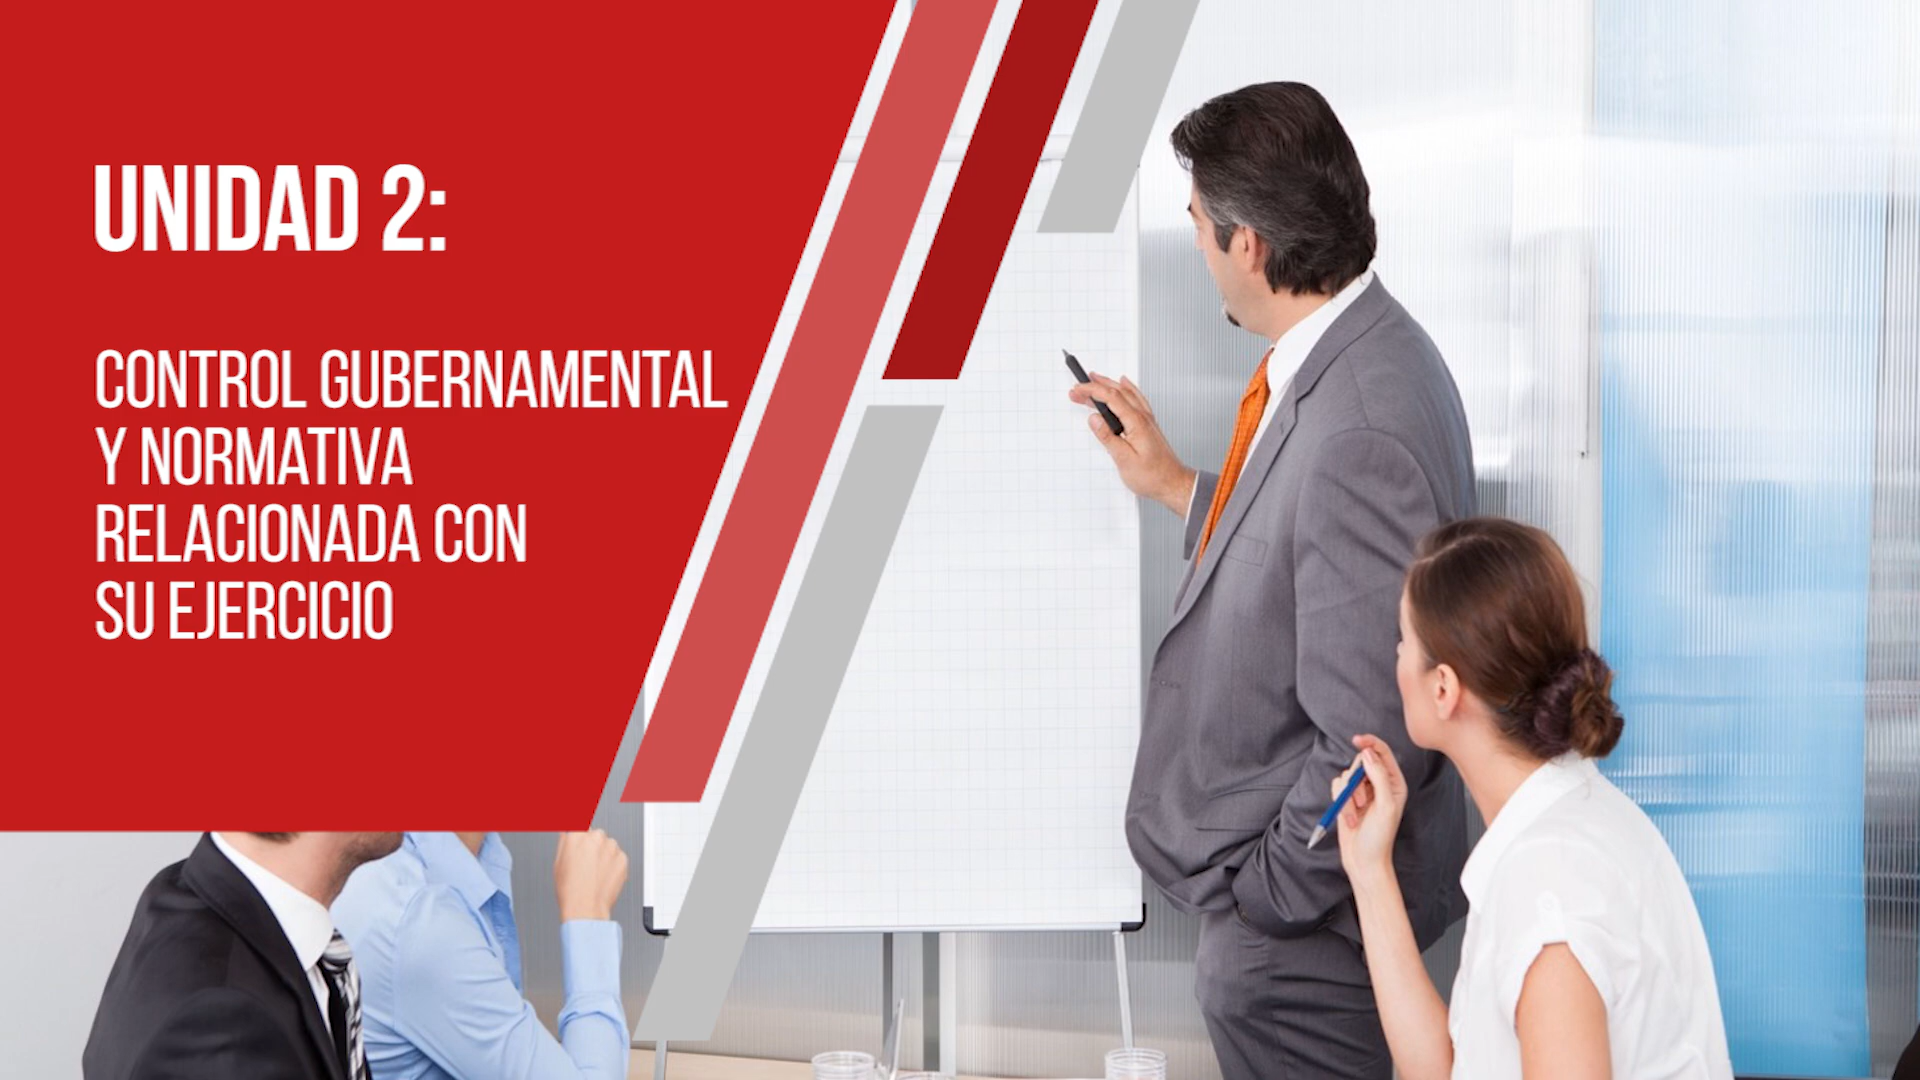 UNIDAD 2:
CONTROL GUBERNAMENTAL
Y NORMATIVA
RELACIONADA CON
SU EJERCICIO